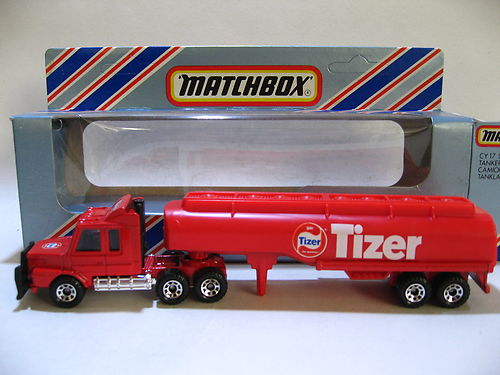 MATCHBOX®
MA
CY 17
TANKE
CAMIO
TANKLA
Tizer
Tizer